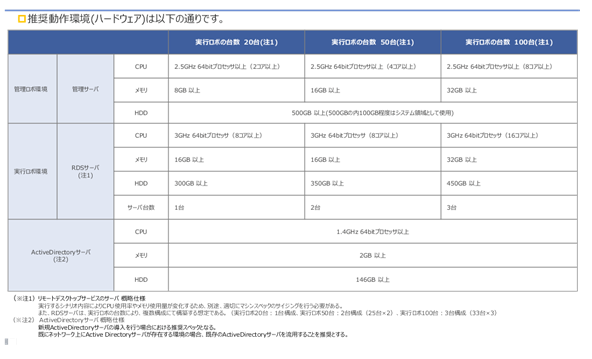 推奨動作環境(ハードウェア)は以下の通りです。
実行ロボの台数 20台(注1) 実行ロボの台数 50台(注1) 実行ロボの台数 100台(注1)
管理ロボ環境 管理サーバ CPU 2.5GHz 64bitプロセッサ以上（2コア以上） 2.5GHz 64bitプロセッサ以上（4コア以上） 2.5GHz 64bitプロセッサ以上（8コア以上）
メモリ 8GB 以上 16GB 以上 32GB 以上
HDD 500GB 以上(500GBの内100GB程度はシステム領域として使用)
実行ロボ環境 RDSサーバ (注1) CPU 3GHz 64bitプロセッサ（8コア以上） 3GHz 64bitプロセッサ（8コア以上） 3GHz 64bitプロセッサ（16コア以上）
メモリ 16GB 以上 16GB 以上 32GB 以上
HDD 300GB 以上 350GB 以上 450GB 以上
サーバ台数 1台 2台 3台
ActiveDirectoryサーバ (注2) CPU 1.4GHz 64bitプロセッサ以上
メモリ 2GB 以上
HDD 146GB 以上
（※注1）リモートデスクトップサービスのサーバ 概略仕様
実行するシナリオ内容によりCPU使用率やメモリ使用量が変化するため、別途、適切にマシンスペックのサイジングを行う必要がある。
また、RDSサーバは、実行ロボの台数により、複数構成にて構築する想定である。（実行ロボ20台：1台構成、実行ロボ50台：2台構成（25台×2）、実行ロボ100台：3台構成（33台×3）
（※注2） ActiveDirectoryサーバ 概略仕様
新規ActiveDirectoryサーバの導入を行う場合における推奨スペックとなる。
既にネットワーク上にActive Directoryサーバが存在する環境の場合、既存のActiveDirectoryサーバを流用することを推奨とする。